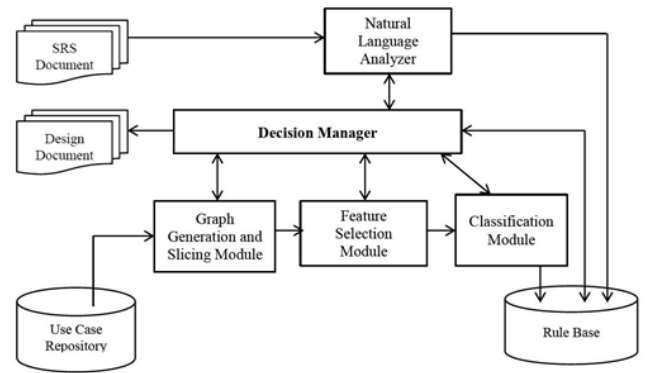 SRS
Document
Natural
Language
Analyzer
Design
Document
Decision Manager
Graph
Generation and
Slicing Module
Feature
Selection
Module
Classification
Module
Use Case
Repository
Rule Base